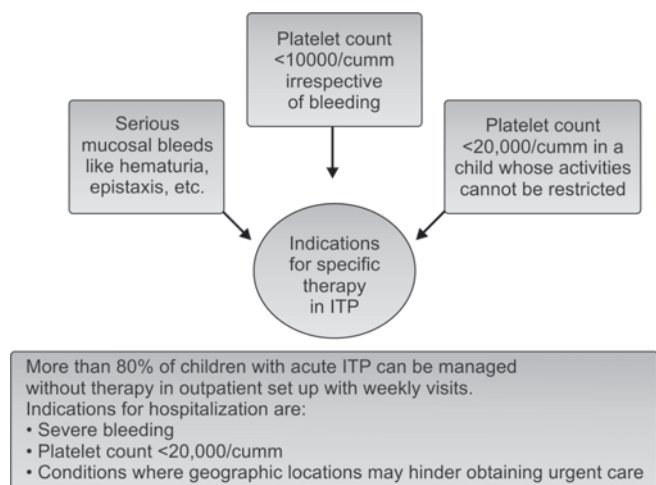 Platelet count
<10000/cumm
irrespective
of bleeding
Serious
mucosal bleeds
like hematuria,
epistaxis, etc.
Platelet count
<20,000/cumm in a
child whose activities
cannot be restricted
Indications
for specific
therapy
in ITP
More than 80% of children with acute ITP can be managed
without therapy in outpatient set up with weekly visits.
Indications for hospitalization are:
• Severe bleeding
• Platelet count <20,000/cumm
• Conditions where geographic locations may hinder obtaining urgent care